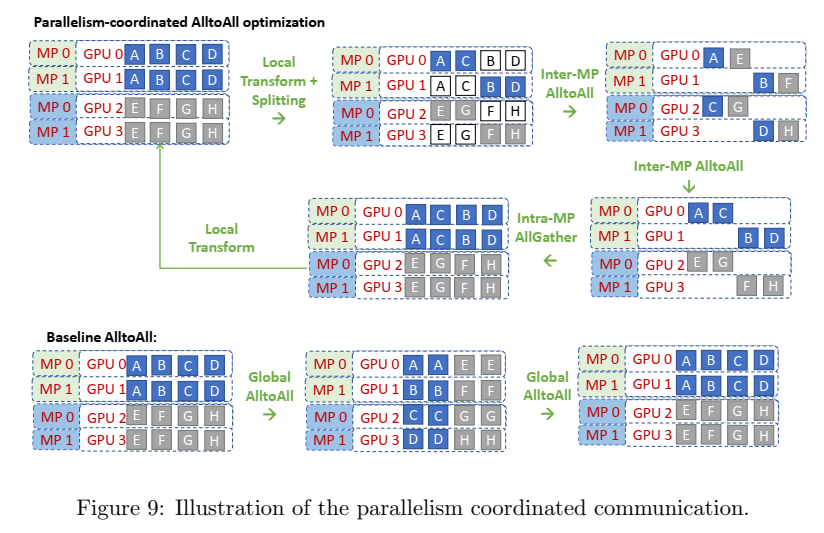 Parallelism-coordinated AlltoAll optimization
MP 0 GPU 0 A B C D
MP 1 GPU 1 A B C D
MP 0 GPU 2 E F G H
MP 1 GPU 3 E F G H
Local
Transform +
Splitting
MP 0 GPU 0 A C B D
MP 1 GPU 1 A C B D
MP 0 GPU 2 E G F H
MP 1 GPU 3 E G F H
Inter-MP
AlltoAll
MP 0 GPU 0 A E
MP 1 GPU 1 B F
MP 0 GPU 2 C G
MP 1 GPU 3 D H
Inter-MP AlltoAll
MP 0 GPU 0 A C
MP 1 GPU 1 B D
MP 0 GPU 2 E G
MP 1 GPU 3 F H
Intra-MP
AllGather
MP 0 GPU 0 A C B D
MP 1 GPU 1 A C B D
MP 0 GPU 2 E G F H
MP 1 GPU 3 E G F H
Local
Transform
Baseline AlltoAll:
MP 0 GPU 0 A B C D
MP 1 GPU 1 A B C D
MP 0 GPU 2 E F G H
MP 1 GPU 3 E F G H
Global
AlltoAll
MP 0 GPU 0 A A E E
MP 1 GPU 1 B B F F
MP 0 GPU 2 C C G G
MP 1 GPU 3 D D H H
Global
AlltoAll
MP 0 GPU 0 A B C D
MP 1 GPU 1 A B C D
MP 0 GPU 2 E F G H
MP 1 GPU 3 E F G H
Figure 9: Illustration of the parallelism coordinated communication.